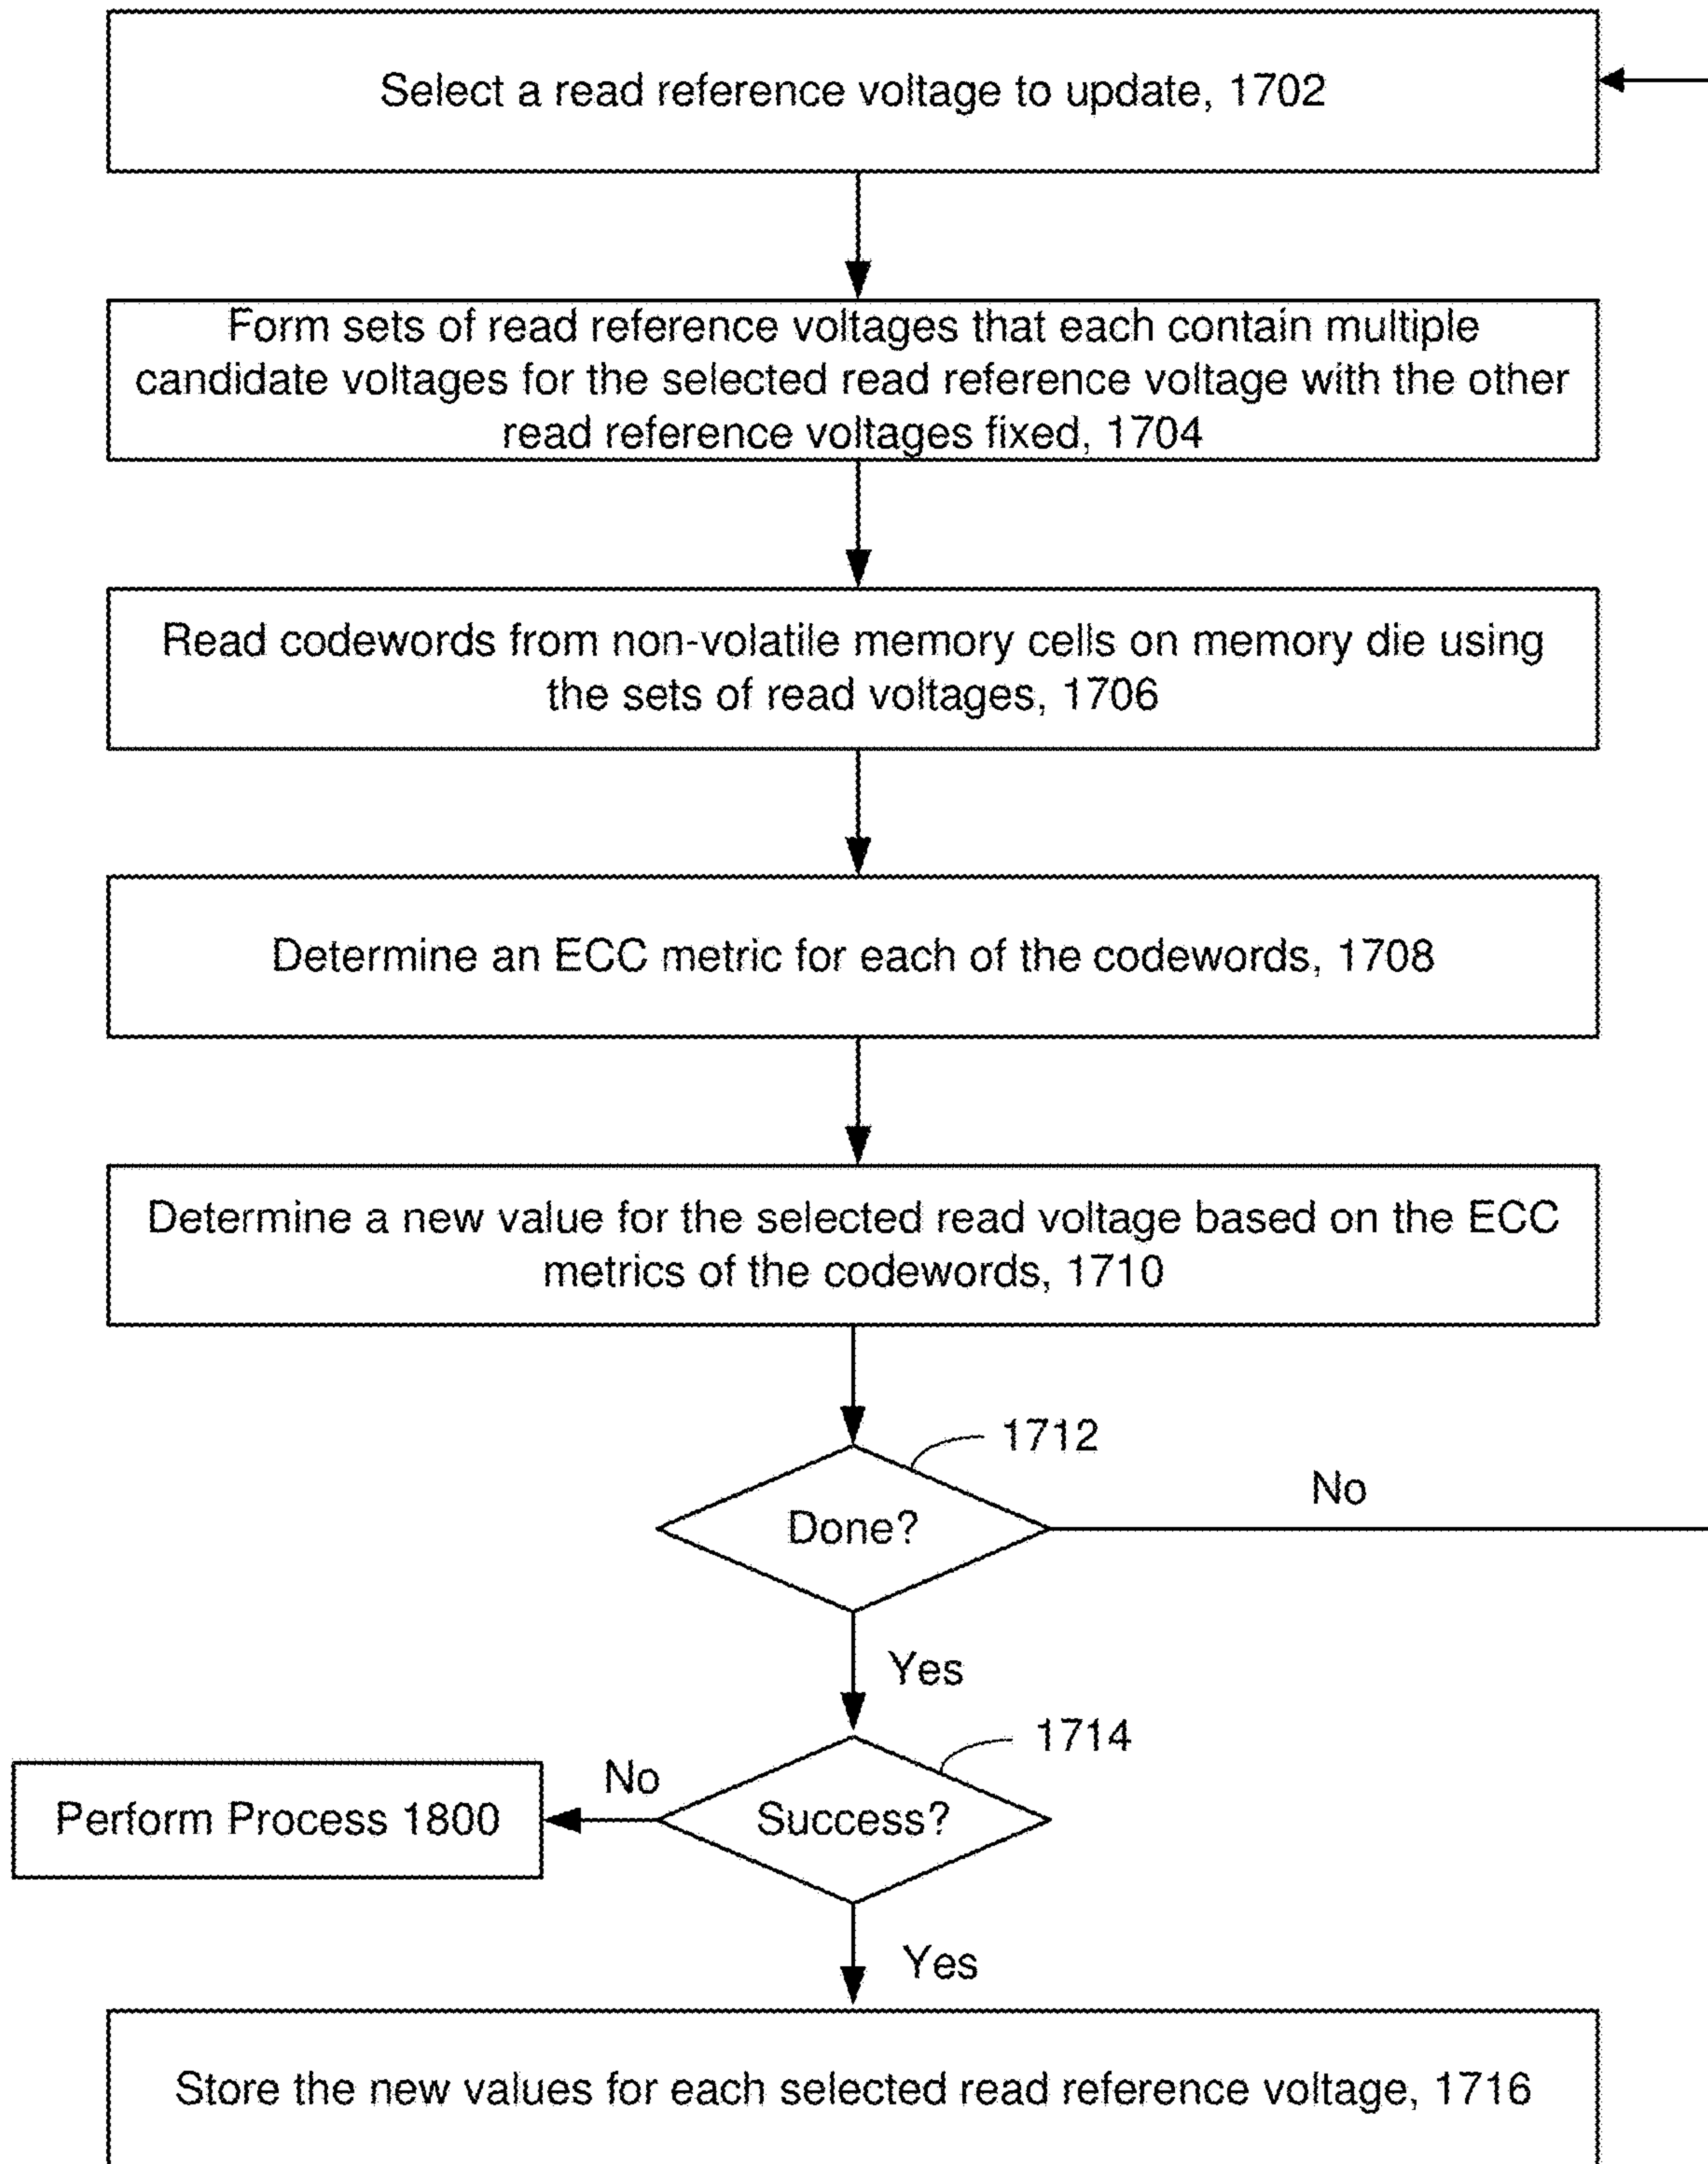 Select a read reference voltage to update, 1702
Form sets of read reference voltages that each contain multiple
candidate voltages for the selected read reference voltage with the other
read reference voltages fixed, 1704
Read codewords from non-volatile memory cells on memory die using
the sets of read voltages, 1706
Determine an ECC metric for each of the codewords, 1708
Determine a new value for the selected read voltage based on the ECC
metrics of the codewords, 1710
1712
No
Done?
Yes
1714
No
Perform Process 1800
Success?
Yes
Store the new values for each selected read reference voltage, 1716